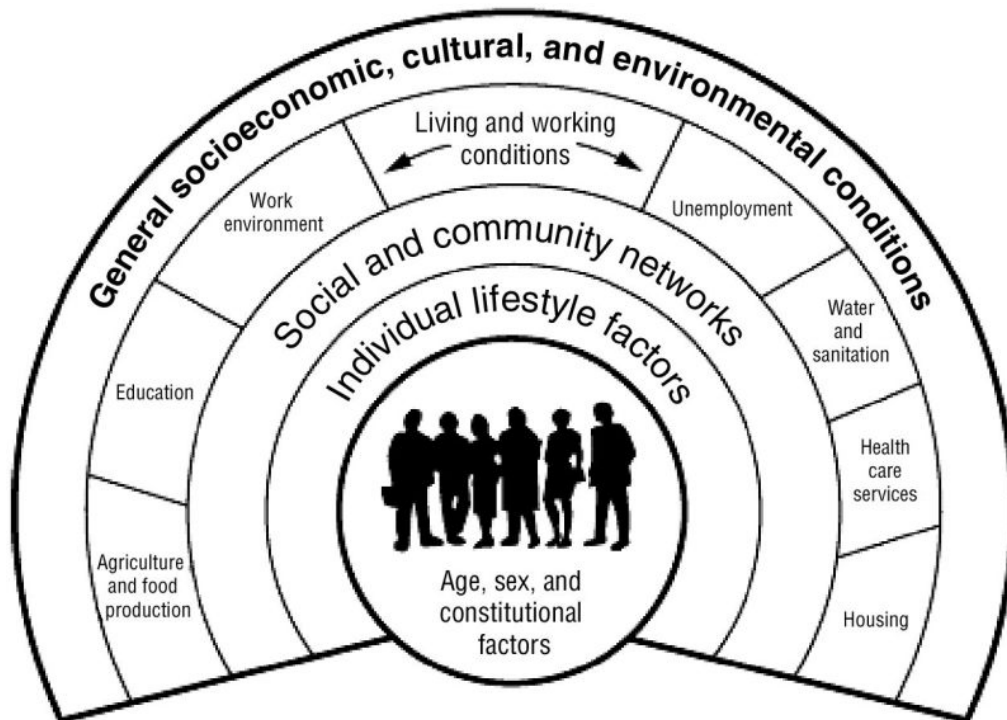 General socioeconomic, cultural, and environmental conditions
Living and working
conditions
Work
environment
Unemployment
Social and community networks
Water
and
sanitation
Individual lifestyle factors
Education
Health
care
services
Agriculture
and food
production
Age, sex, and
constitutional
factors
Housing